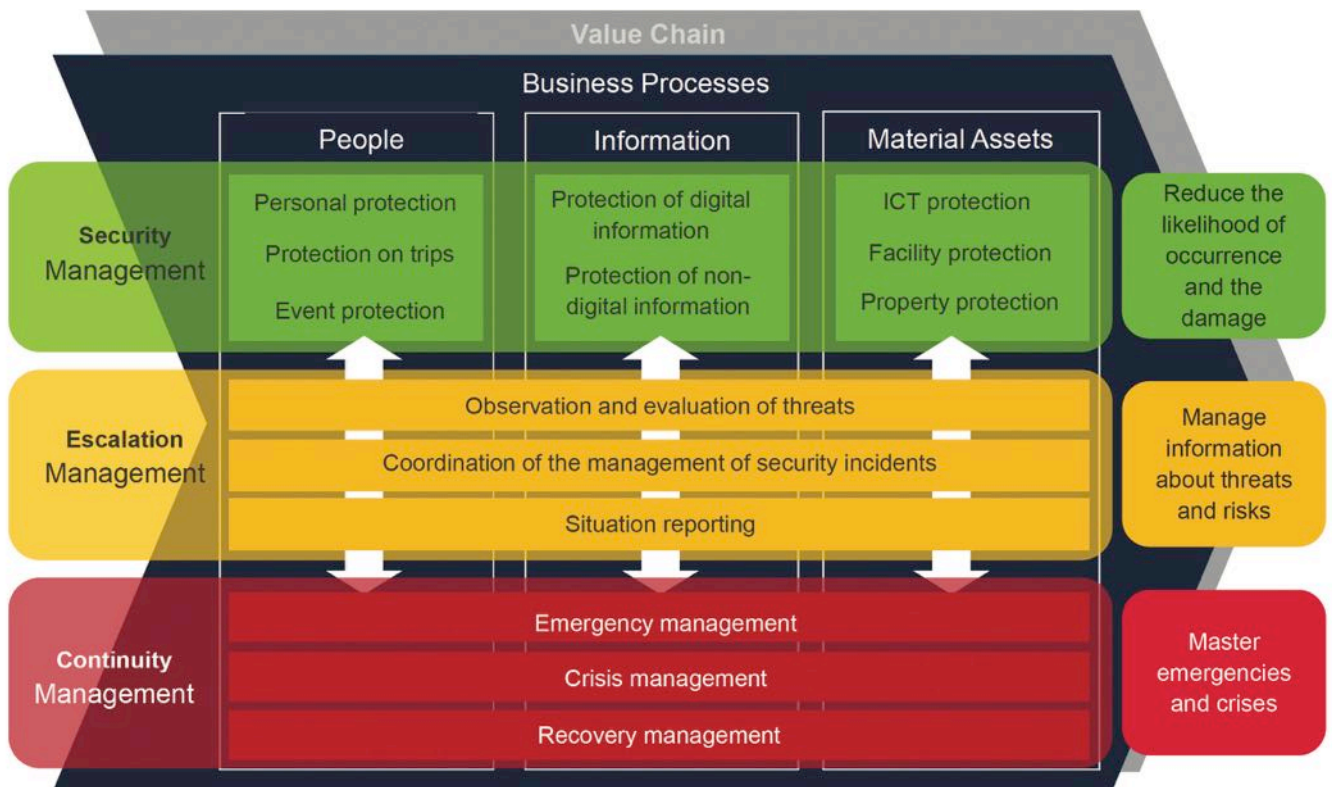 Value Chain
Business Processes
People
Information
Material Assets
Security
Management
Personal protection
Protection on trips
Event protection
Protection of digital
information
Protection of non-
digital information
ICT protection
Facility protection
Property protection
Reduce the
likelihood of
occurrence
and the
damage
Escalation
Management
Observation and evaluation of threats
Coordination of the management of security incidents
Situation reporting
Manage
information
about threats
and risks
Continuity
Management
Emergency management
Crisis management
Recovery management
Master
emergencies
and crises